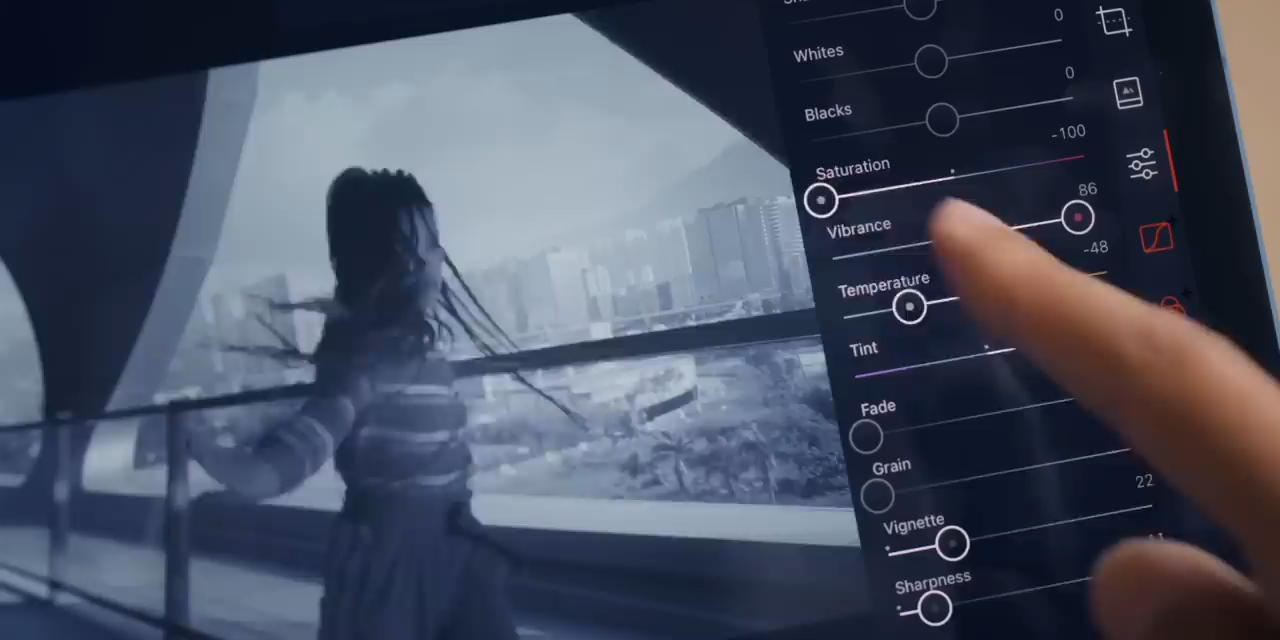 0
Whites
0
Blacks
-100
Saturation
86
Vibrance
-48
Temperature
Tint
Fade
Grain
22
Vignette
Sharpness